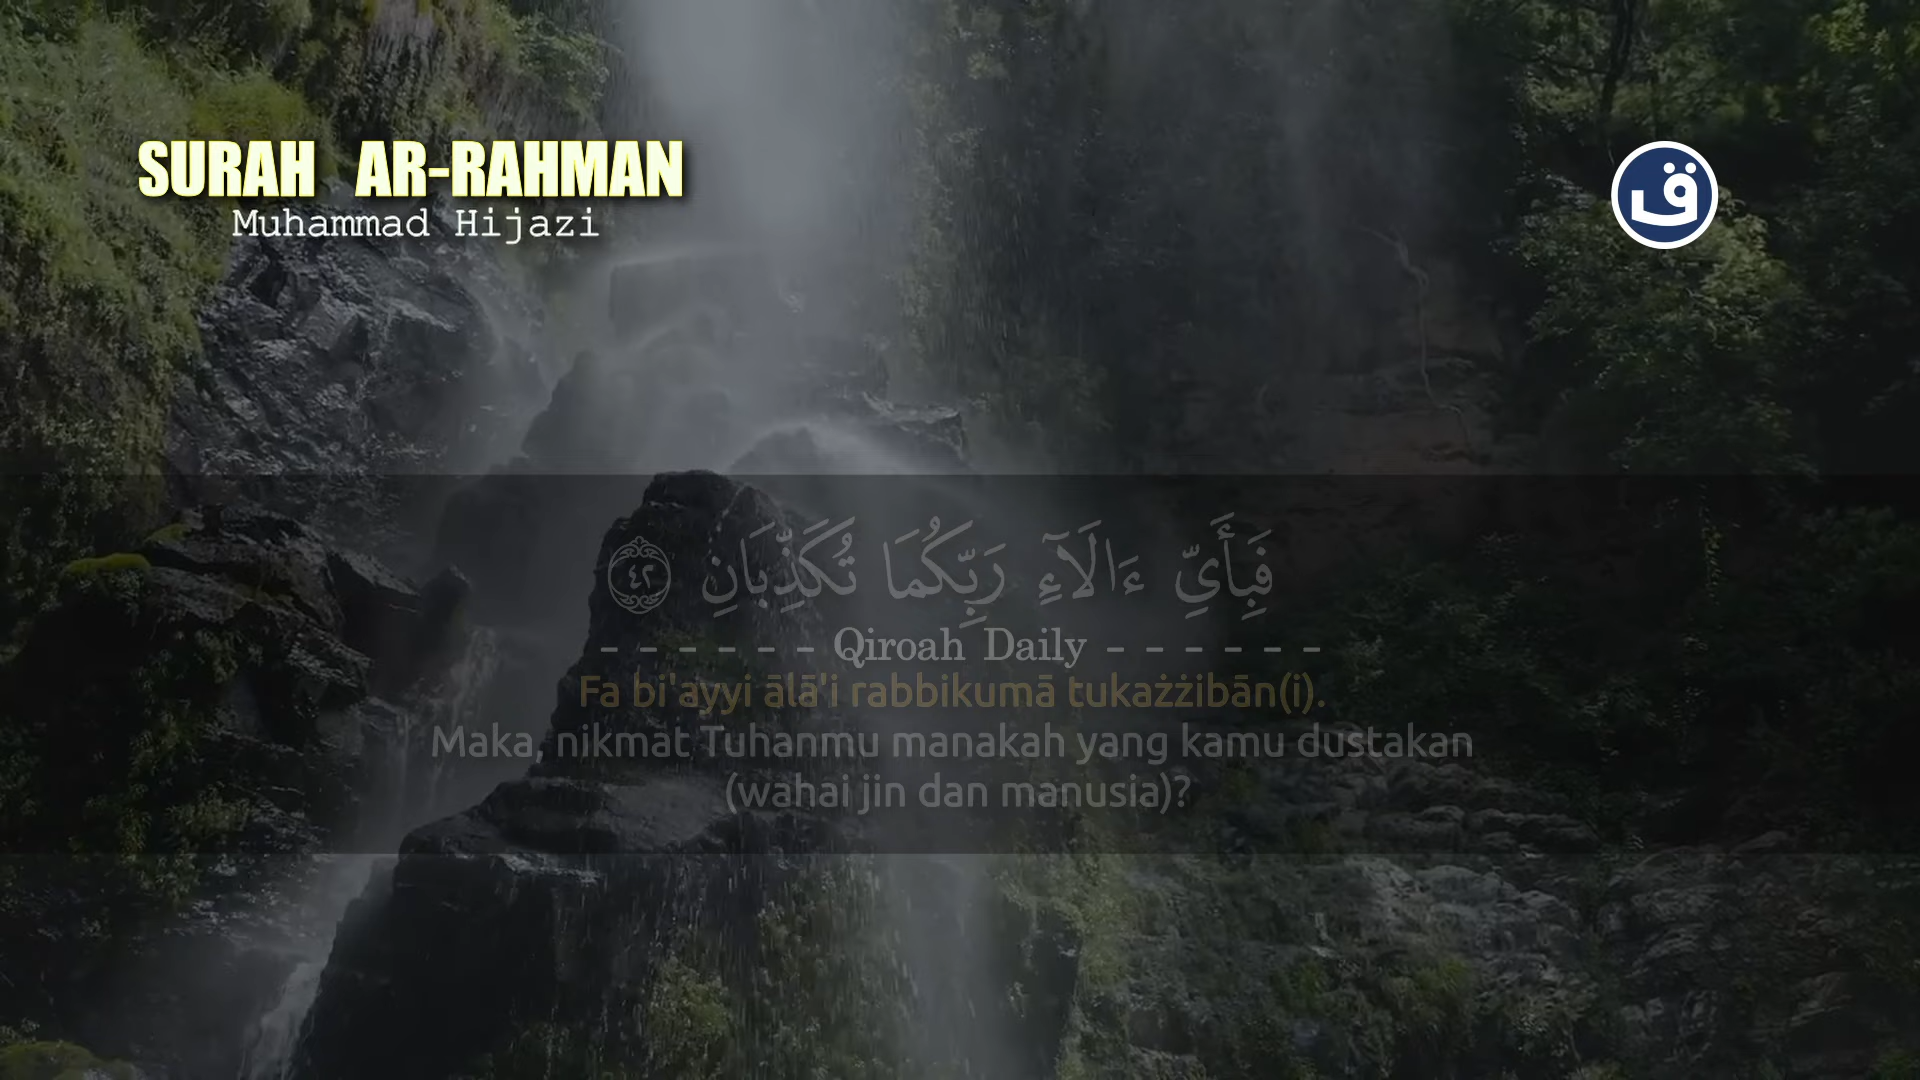 SURAH AR-RAHMAN
Muhammad Hijazi
ق
فَبِأَيِّ ءَالَآءِ رَبِّكُمَا تُكَذِّبَانِ ٤٢
- - - - - - Qiroah Daily - - - - - -
Fa bi'ayyi ālā'i rabbikumā tukażżibān(i).
Maka, nikmat Tuhanmu manakah yang kamu dustakan
(wahai jin dan manusia)?